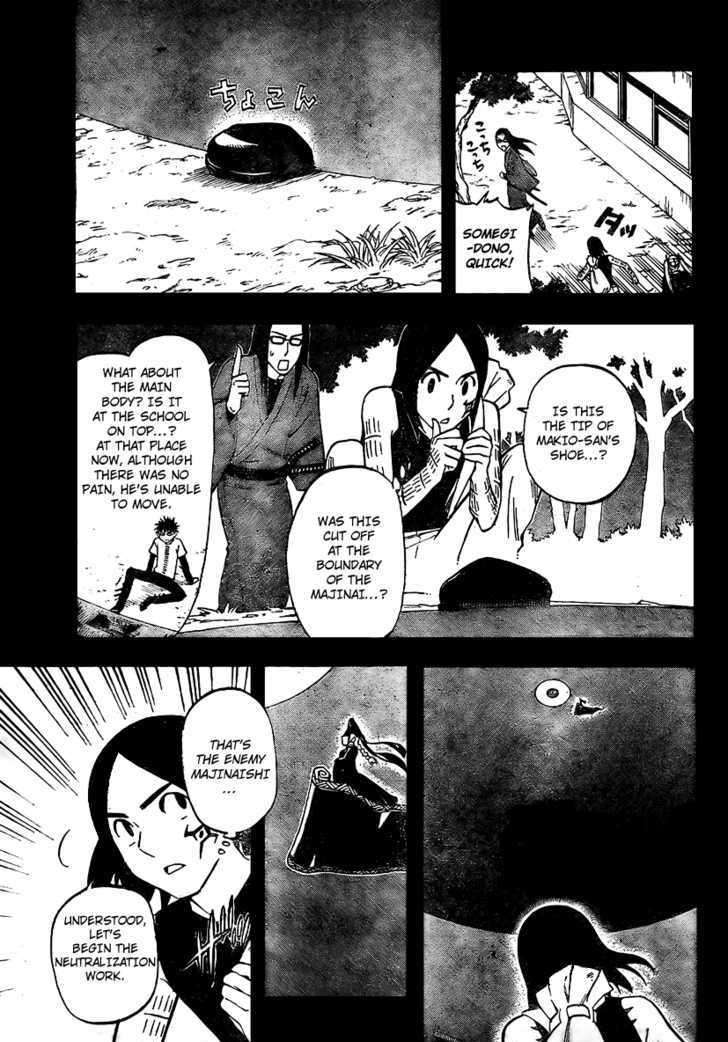 こっち
こっち
SOMEGI
-DONO,
QUICK!
ダッ
ちょこん
IS THIS
THE TIP OF
MAKIO-SAN'S
SHOE...?
WAS THIS
CUT OFF
AT THE
BOUNDARY
OF THE
MAJINAI...?
WHAT ABOUT
THE MAIN
BODY? IS IT
AT THE SCHOOL
ON TOP...?
AT THAT PLACE
NOW, ALTHOUGH
THERE WAS NO
PAIN, HE'S UNABLE
TO MOVE.
THAT'S
THE ENEMY
MAJINAISHI
...
UNDERSTOOD,
LET'S
BEGIN THE
NEUTRALIZATION
WORK.